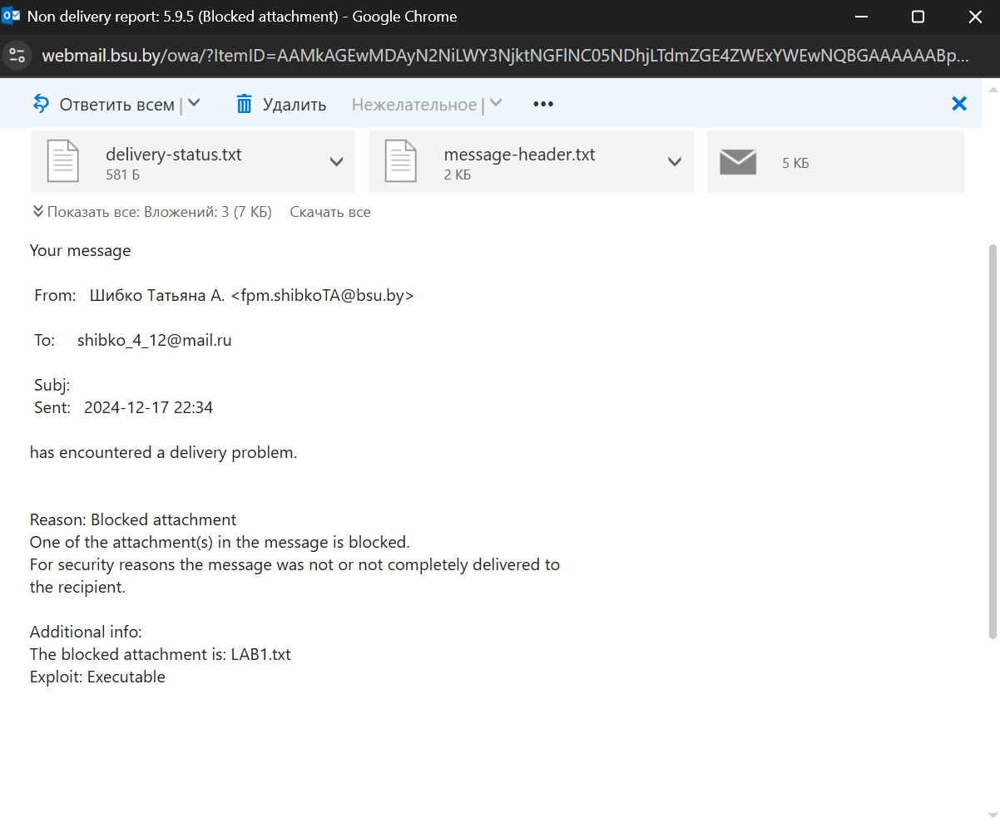 Non delivery report: 5.9.5 (Blocked attachment) - Google Chrome
webmail.bsu.by/owa/?ItemID=AAMkAGEwMDAyN2NiLWY3NjktNGFlNC05NDhjLTdmZGE4ZWExYWEwNQBGAAAAAABp...
Ответить всем | Удалить Нежелательное | •••
delivery-status.txt
581 Б
message-header.txt
2 КБ
5 КБ
Показать все: Вложений: 3 (7 КБ) Скачать все
Your message
From: Шибко Татьяна А. <fpm.shibkoTA@bsu.by>
To: shibko_4_12@mail.ru
Subj:
Sent: 2024-12-17 22:34
has encountered a delivery problem.
Reason: Blocked attachment
One of the attachment(s) in the message is blocked.
For security reasons the message was not or not completely delivered to
the recipient.
Additional info:
The blocked attachment is: LAB1.txt
Exploit: Executable